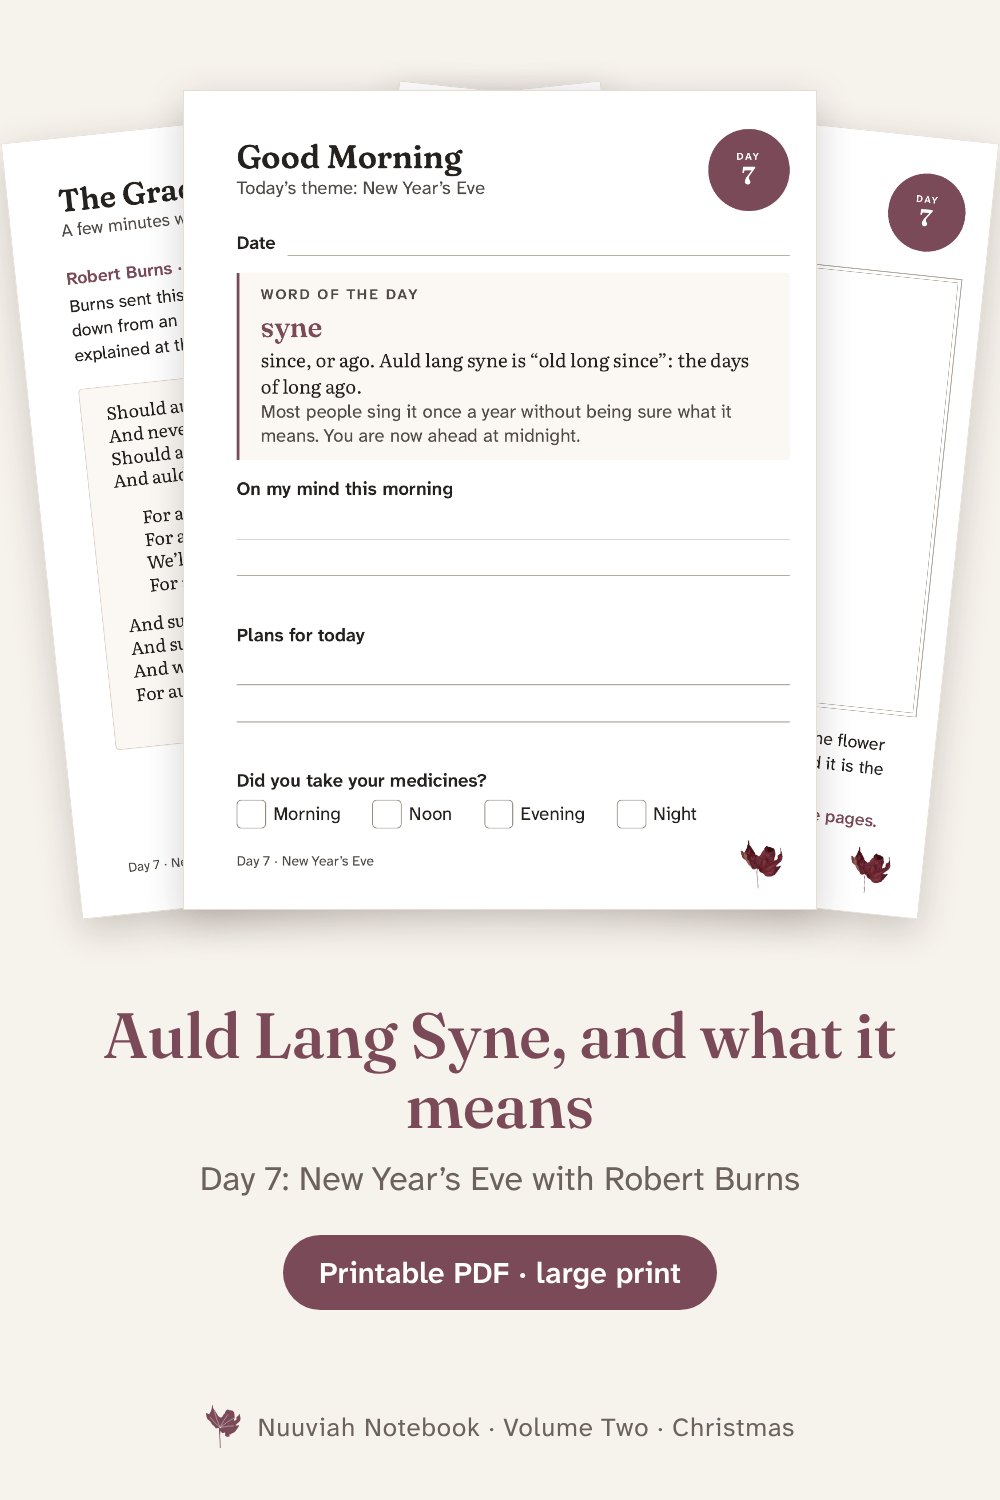 Good Morning
Today’s theme: New Year’s Eve
DAY
7
Date
WORD OF THE DAY
syne
since, or ago. Auld lang syne is “old long since”: the days
of long ago.
Most people sing it once a year without being sure what it
means. You are now ahead at midnight.
On my mind this morning
Plans for today
Did you take your medicines?
Morning Noon Evening Night
Day 7 · New Year’s Eve
The
A few minutes
Robert Burns ·
Burns sent this
down from an
explained at
Should
And
Should
And
For
For
We’ll
For
And
And
And
For
Day 7 ·
DAY
7
flower
it is the
pages.
Auld Lang Syne, and what it
means
Day 7: New Year’s Eve with Robert Burns
Printable PDF · large print
Nuuviah Notebook · Volume Two · Christmas